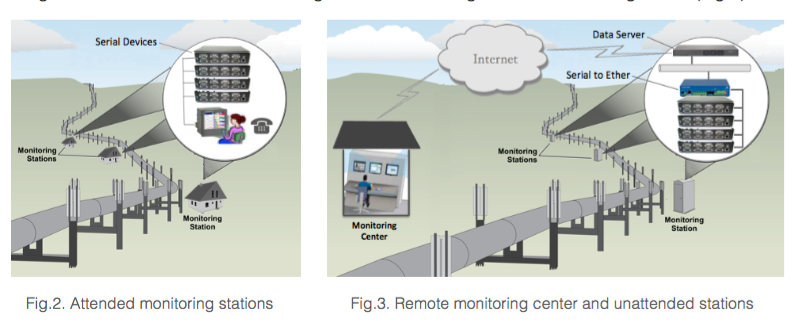 Serial Devices
Monitoring
Stations
Monitoring
Station
Fig.2. Attended monitoring stations
Internet
Data Server
Serial to Ether
Monitoring
Stations
Monitoring
Center
Monitoring
Station
Fig.3. Remote monitoring center and unattended stations